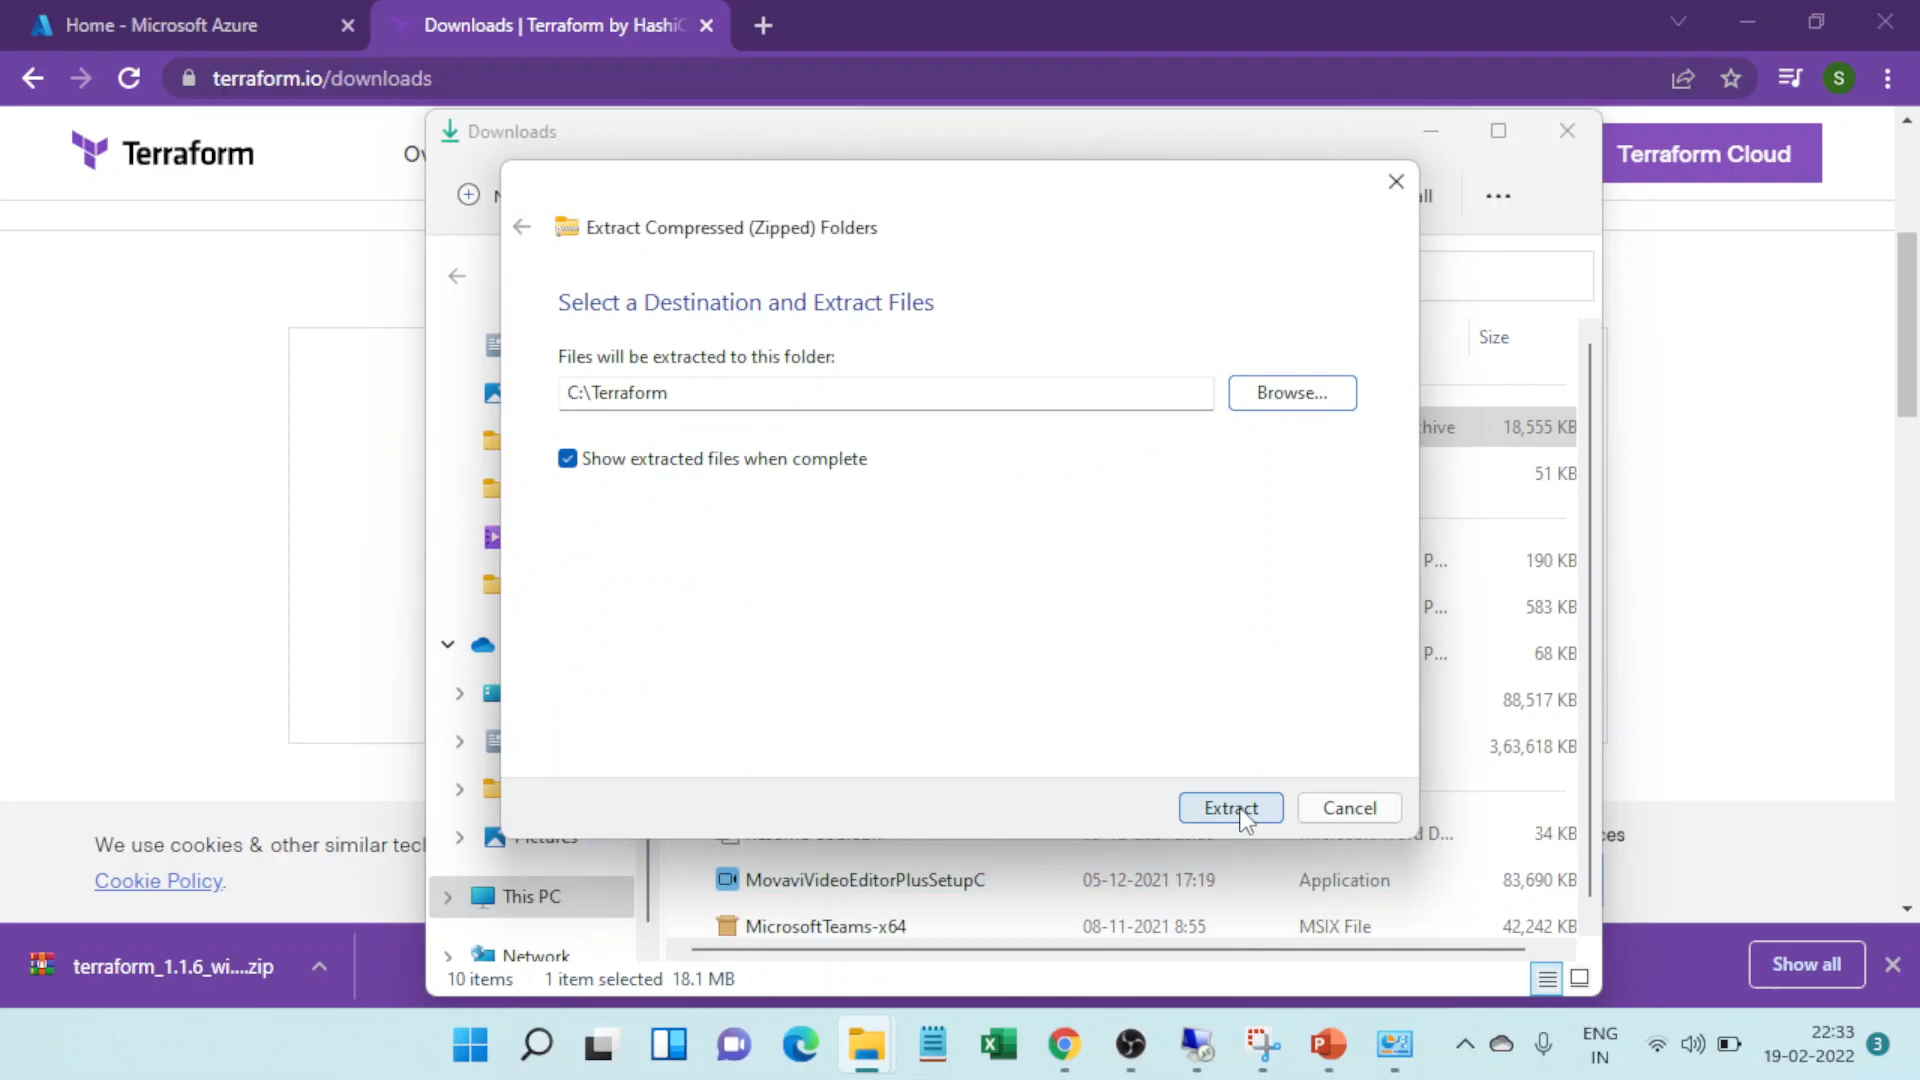 Home - Microsoft Azure
Downloads | Terraform by HashiC
terraform.io/downloads
S
Terraform
Terraform Cloud
Downloads
Extract Compressed (Zipped) Folders
Select a Destination and Extract Files
Files will be extracted to this folder:
C:\Terraform
Browse...
Show extracted files when complete
Size
18,555 KB
51 KB
P... 190 KB
P... 583 KB
P... 68 KB
88,517 KB
3,63,618 KB
Extract
Cancel
34 KB
MovaviVideoEditorPlusSetupC 05-12-2021 17:19 Application 83,690 KB
MicrosoftTeams-x64 08-11-2021 8:55 MSIX File 42,242 KB
Pictures
This PC
Network
10 items 1 item selected 18.1 MB
We use cookies & other similar tec
Cookie Policy.
terraform_1.1.6_wi....zip
Show all
ENG
IN
22:33
19-02-2022
3